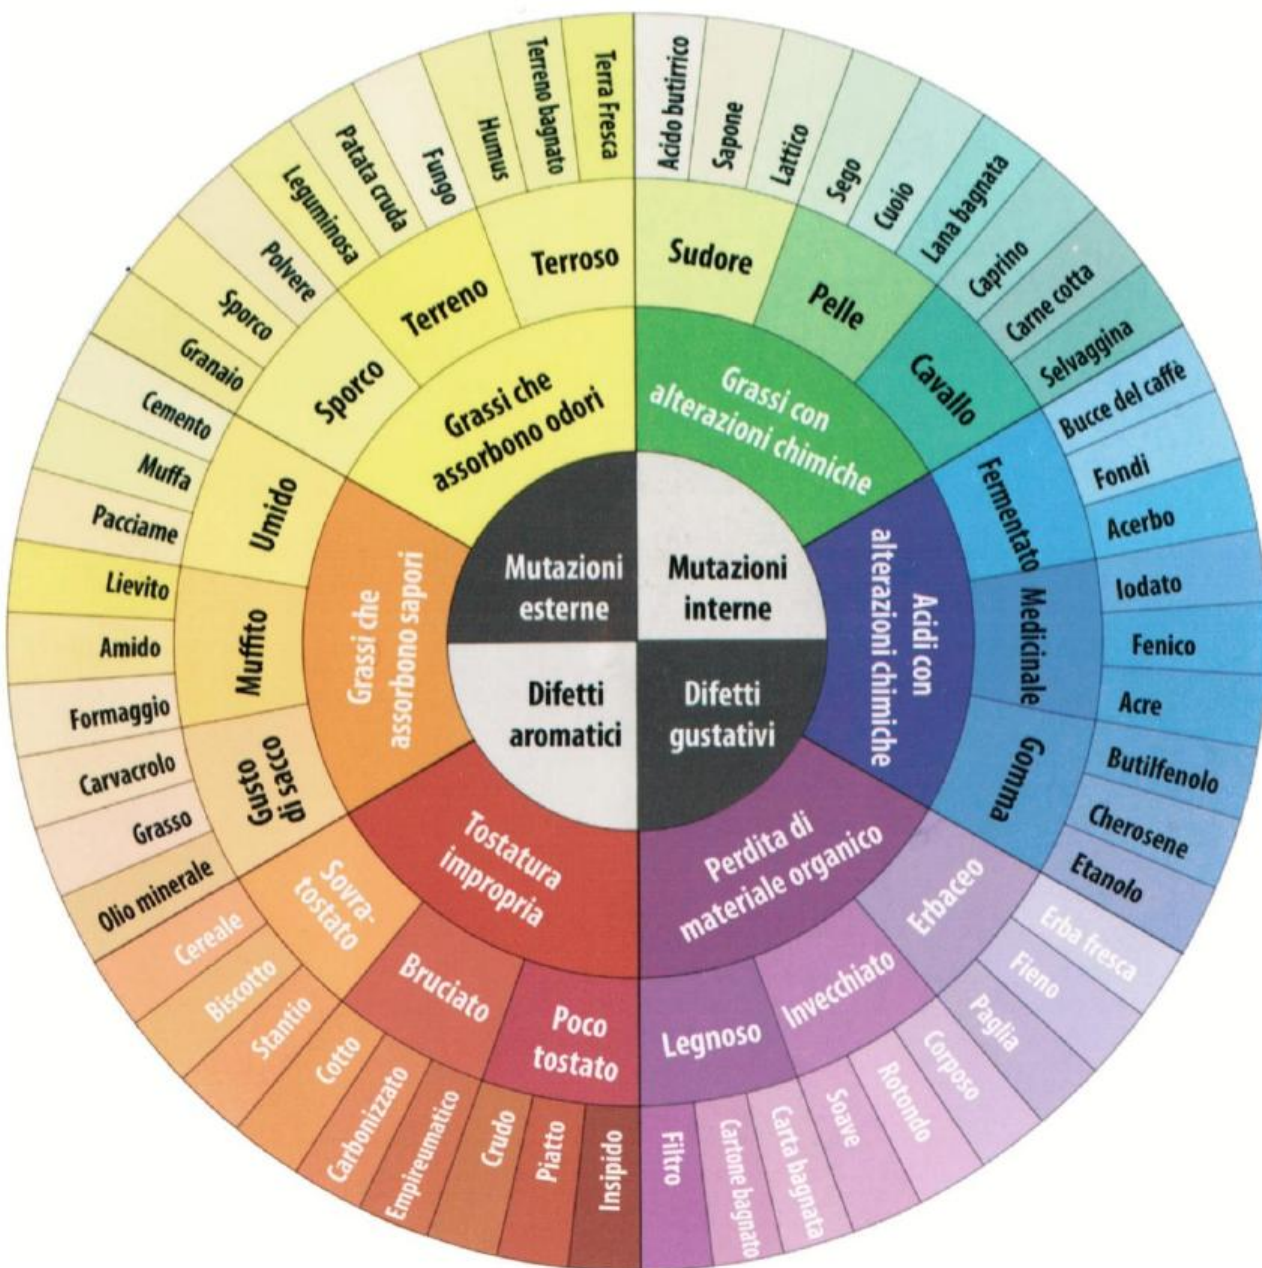 Mutazioni
esterne
Mutazioni
interne
Difetti
aromatici
Difetti
gustativi
Grassi con
alterazioni chimiche
Acidi con
alterazioni chimiche
Perdita di
materiale organico
Tostatura
impropria
Grassi che
assorbono sapori
Grassi che
assorbono odori
Sudore
Pelle
Cavallo
Fermentato
Medicinale
Gomma
Erbaceo
Invecchiato
Legnoso
Poco
tostato
Bruciato
Sovra-
tostato
Gusto
di sacco
Muffito
Umido
Sporco
Terreno
Terroso
Acido butirrico
Sapone
Lattico
Sego
Cuoio
Lana bagnata
Caprino
Carne cotta
Selvaggina
Bucce del caffè
Fondi
Acerbo
Iodato
Fenico
Acre
Butilfenolo
Cherosene
Etanolo
Erba fresca
Fieno
Paglia
Corposo
Rotondo
Soave
Carta bagnata
Cartone bagnato
Filtro
Insipido
Piatto
Crudo
Empireumatico
Carbonizzato
Cotto
Stantio
Biscotto
Cereale
Olio minerale
Grasso
Carvacrolo
Formaggio
Amido
Lievito
Pacciame
Muffa
Cemento
Granaio
Sporco
Polvere
Leguminosa
Patata cruda
Fungo
Humus
Terreno bagnato
Terra Fresca